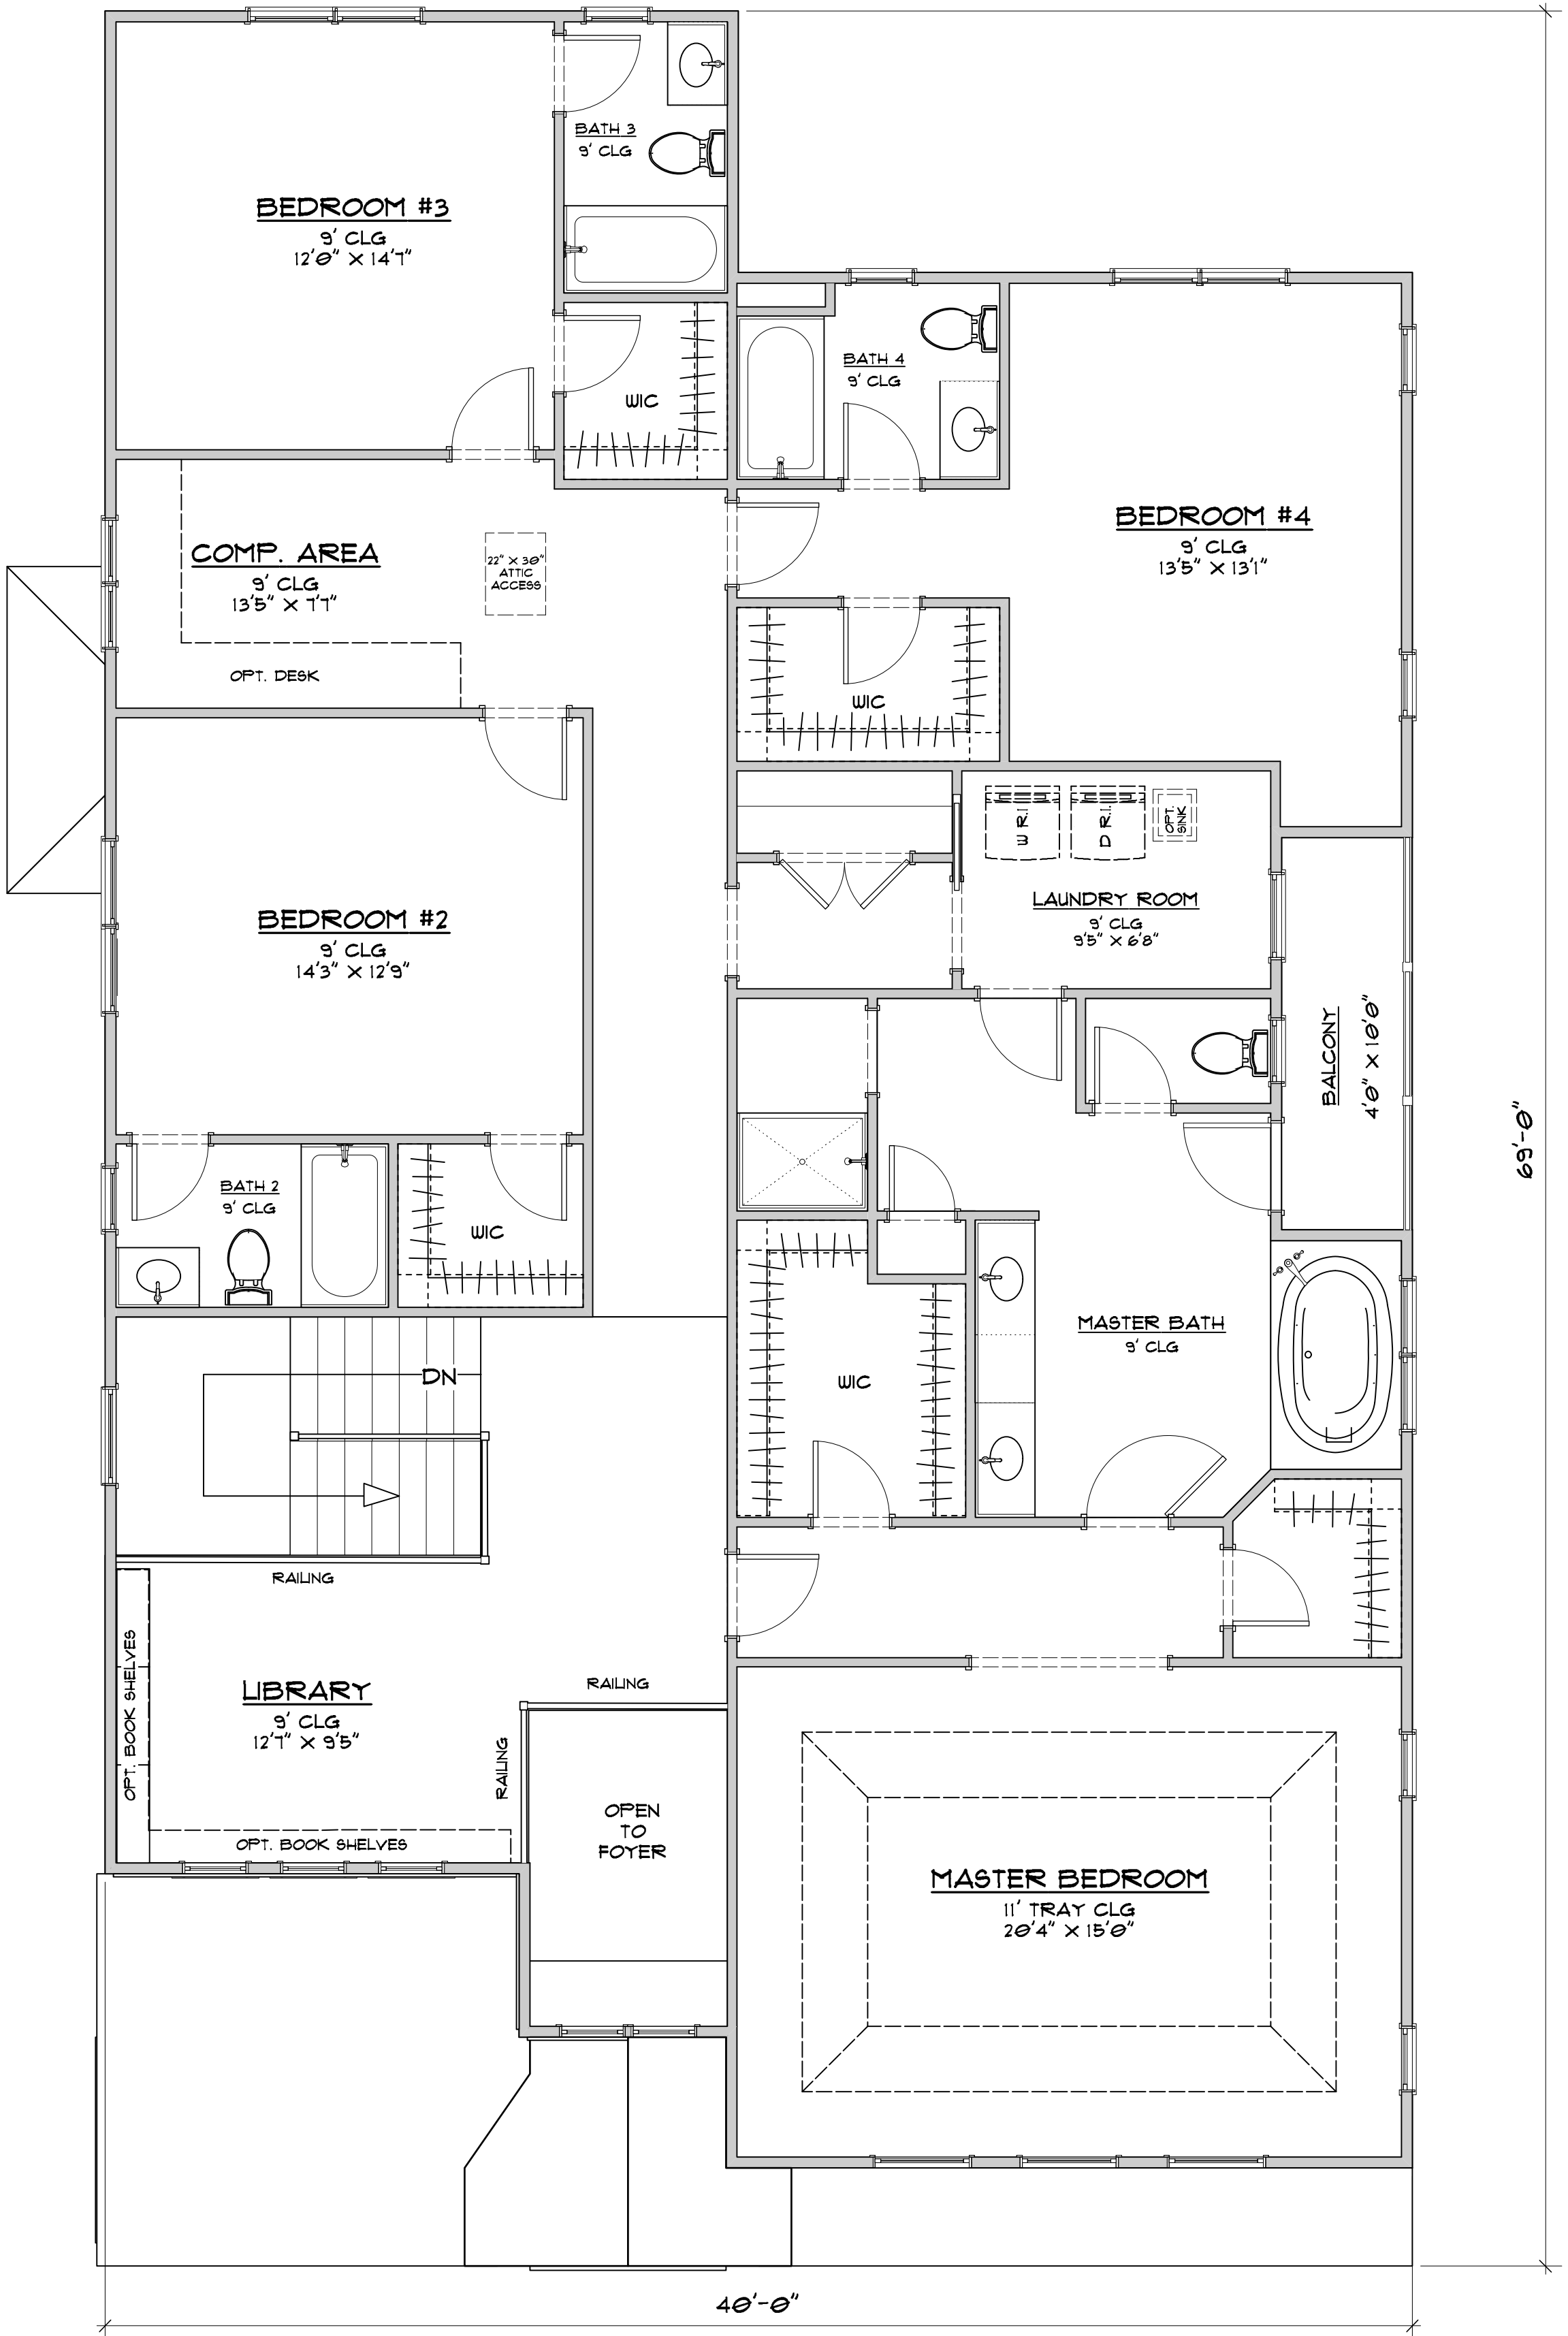 BATH 3
9' CLG
BEDROOM #3
9' CLG
12'0" X 14'7"
WIC
BATH 4
9' CLG
BEDROOM #4
9' CLG
13'5" X 13'1"
COMP. AREA
9' CLG
13'5" X 7'7"
22" X 30"
ATTIC
ACCESS
OPT. DESK
WIC
W R.I.
D R.I.
OPT.
SINK
LAUNDRY ROOM
9' CLG
9'5" X 6'8"
BEDROOM #2
9' CLG
14'3" X 12'9"
BALCONY
4'0" X 10'0"
69'-0"
BATH 2
9' CLG
WIC
MASTER BATH
9' CLG
DN
WIC
RAILING
OPT. BOOK SHELVES
LIBRARY
9' CLG
12'7" X 9'5"
RAILING
RAILING
OPEN
TO
FOYER
OPT. BOOK SHELVES
MASTER BEDROOM
11' TRAY CLG
20'4" X 15'0"
40'-0"